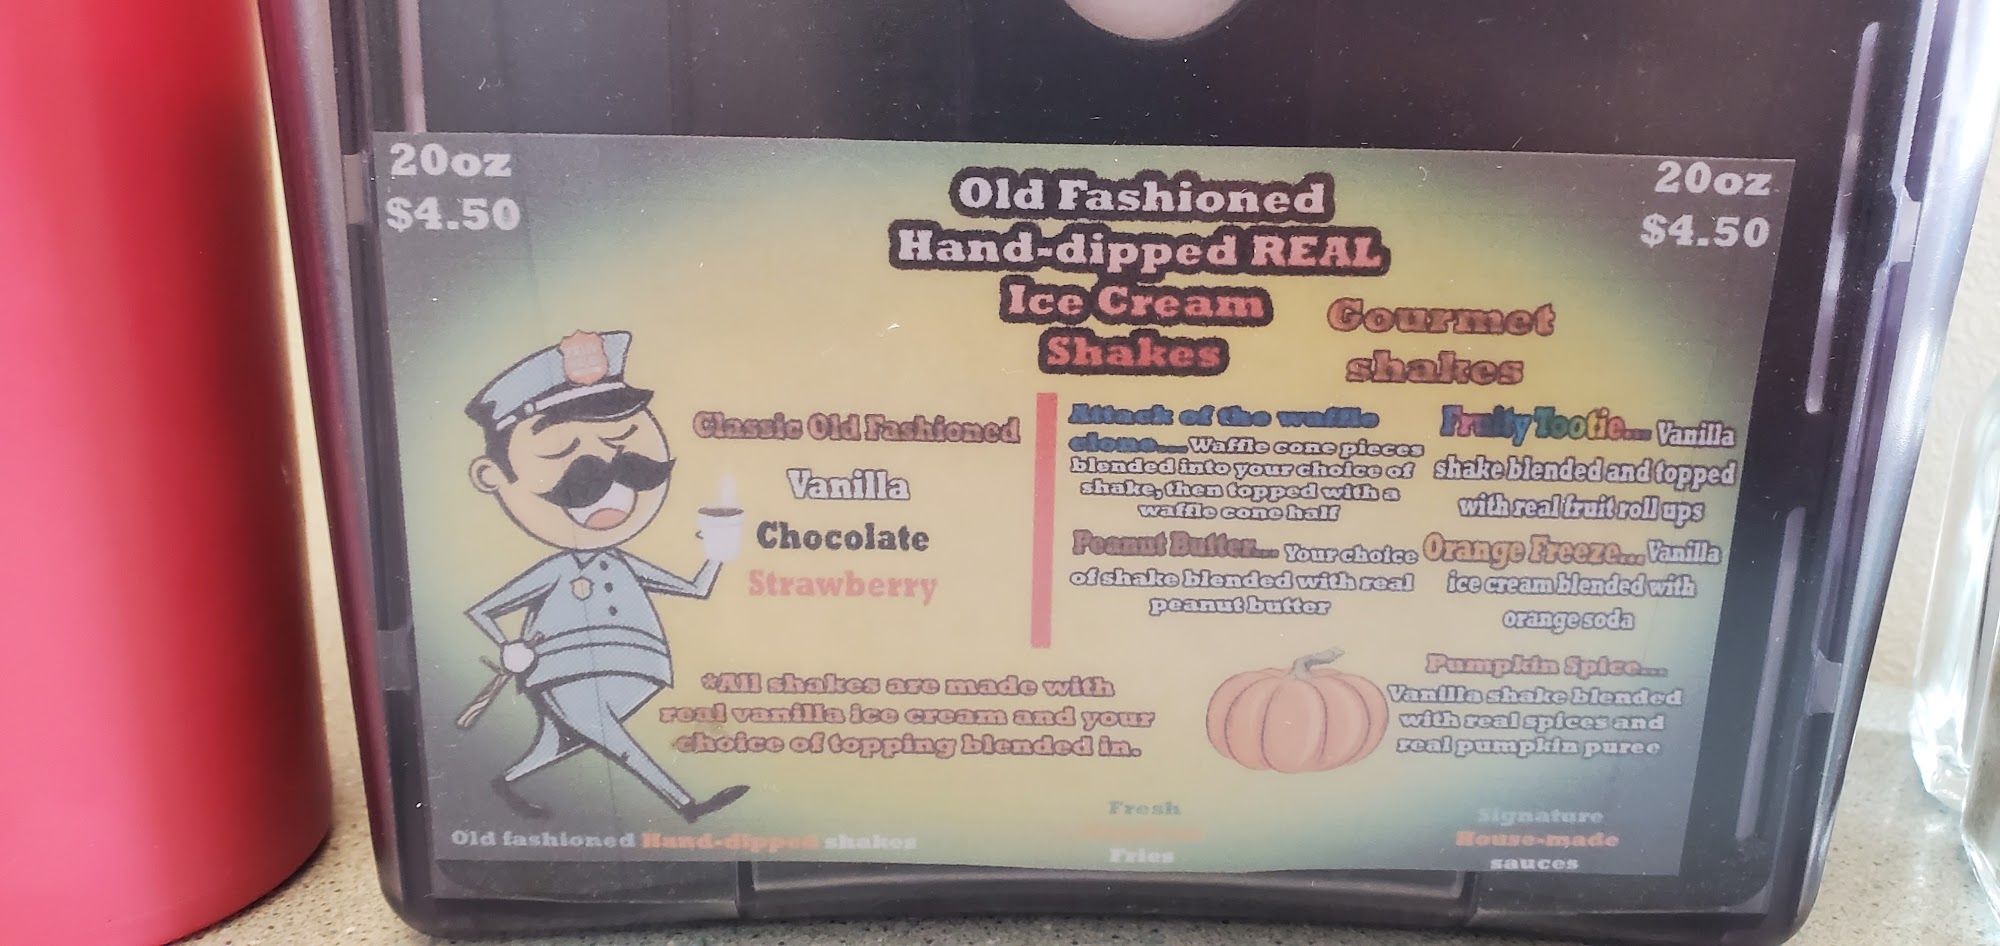 20oz
$4.50
20oz
$4.50
Old Fashioned
Hand-dipped REAL
Ice Cream
Shakes
Gourmet
shakes
Classic Old Fashioned
Vanilla
Chocolate
Strawberry
*All shakes are made with
real vanilla ice cream and your
choice of topping blended in.
Attack of the waffle
clone... Waffle cone pieces
blended into your choice of
shake, then topped with a
waffle cone half
Peanut Butter... Your choice
of shake blended with real
peanut butter
Fruity Tootie... Vanilla
shake blended and topped
with real fruit roll ups
Orange Freeze... Vanilla
ice cream blended with
orange soda
Pumpkin Spice...
Vanilla shake blended
with real spices and
real pumpkin puree
Old fashioned Hand-dipped shakes
Fresh
Fries
Signature
House-made
sauces